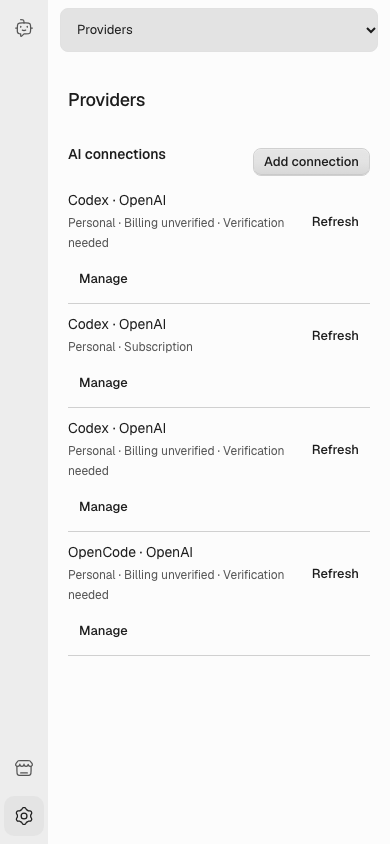 Providers
Providers
AI connections
Add connection
Codex · OpenAI
Personal · Billing unverified · Verification
needed
Refresh
Manage
Codex · OpenAI
Personal · Subscription
Refresh
Manage
Codex · OpenAI
Personal · Billing unverified · Verification
needed
Refresh
Manage
OpenCode · OpenAI
Personal · Billing unverified · Verification
needed
Refresh
Manage